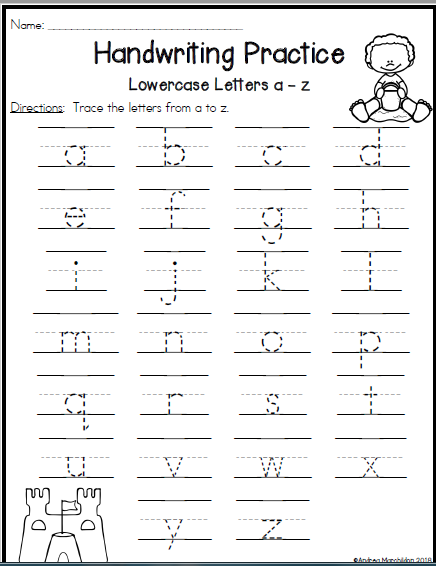 Name:
Handwriting Practice
Lowercase Letters a – z
Directions: Trace the letters from a to z.
a b c d
e f g h
i j k l
m n o p
q r s t
u v w x
y z
©Andrea Marchildon 2018